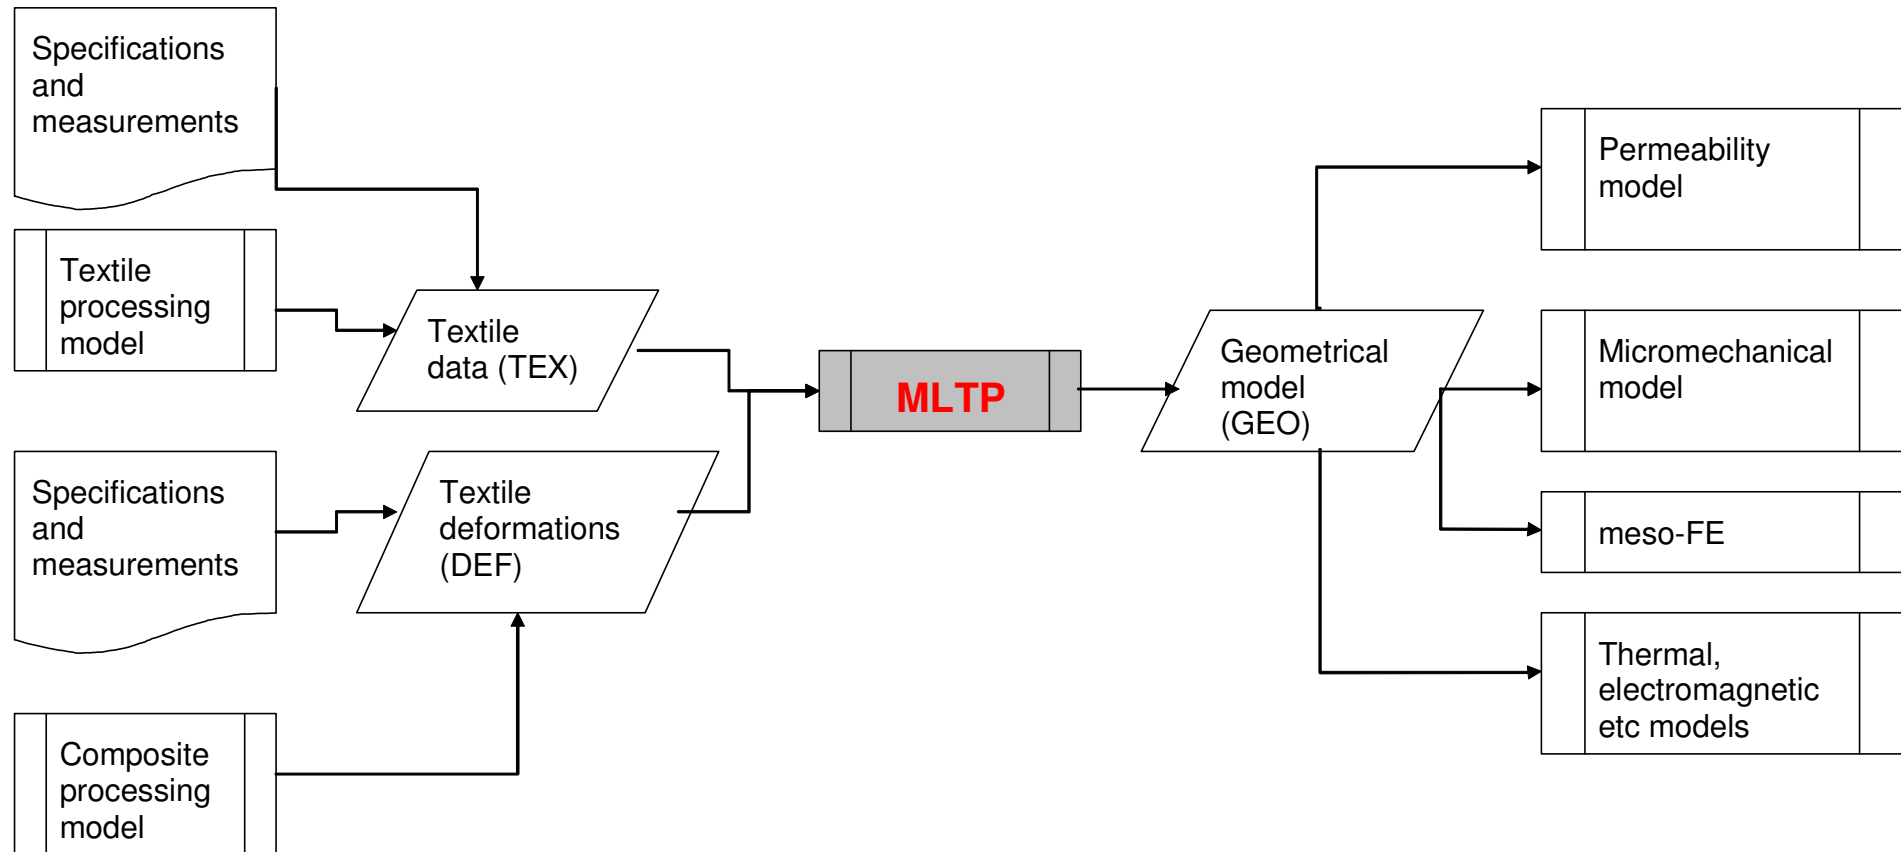 Specifications
and
measurements
Textile
processing
model
Textile
data (TEX)
Specifications
and
measurements
Textile
deformations
(DEF)
Composite
processing
model
MLTP
Geometrical
model
(GEO)
Permeability
model
Micromechanical
model
meso-FE
Thermal,
electromagnetic
etc models